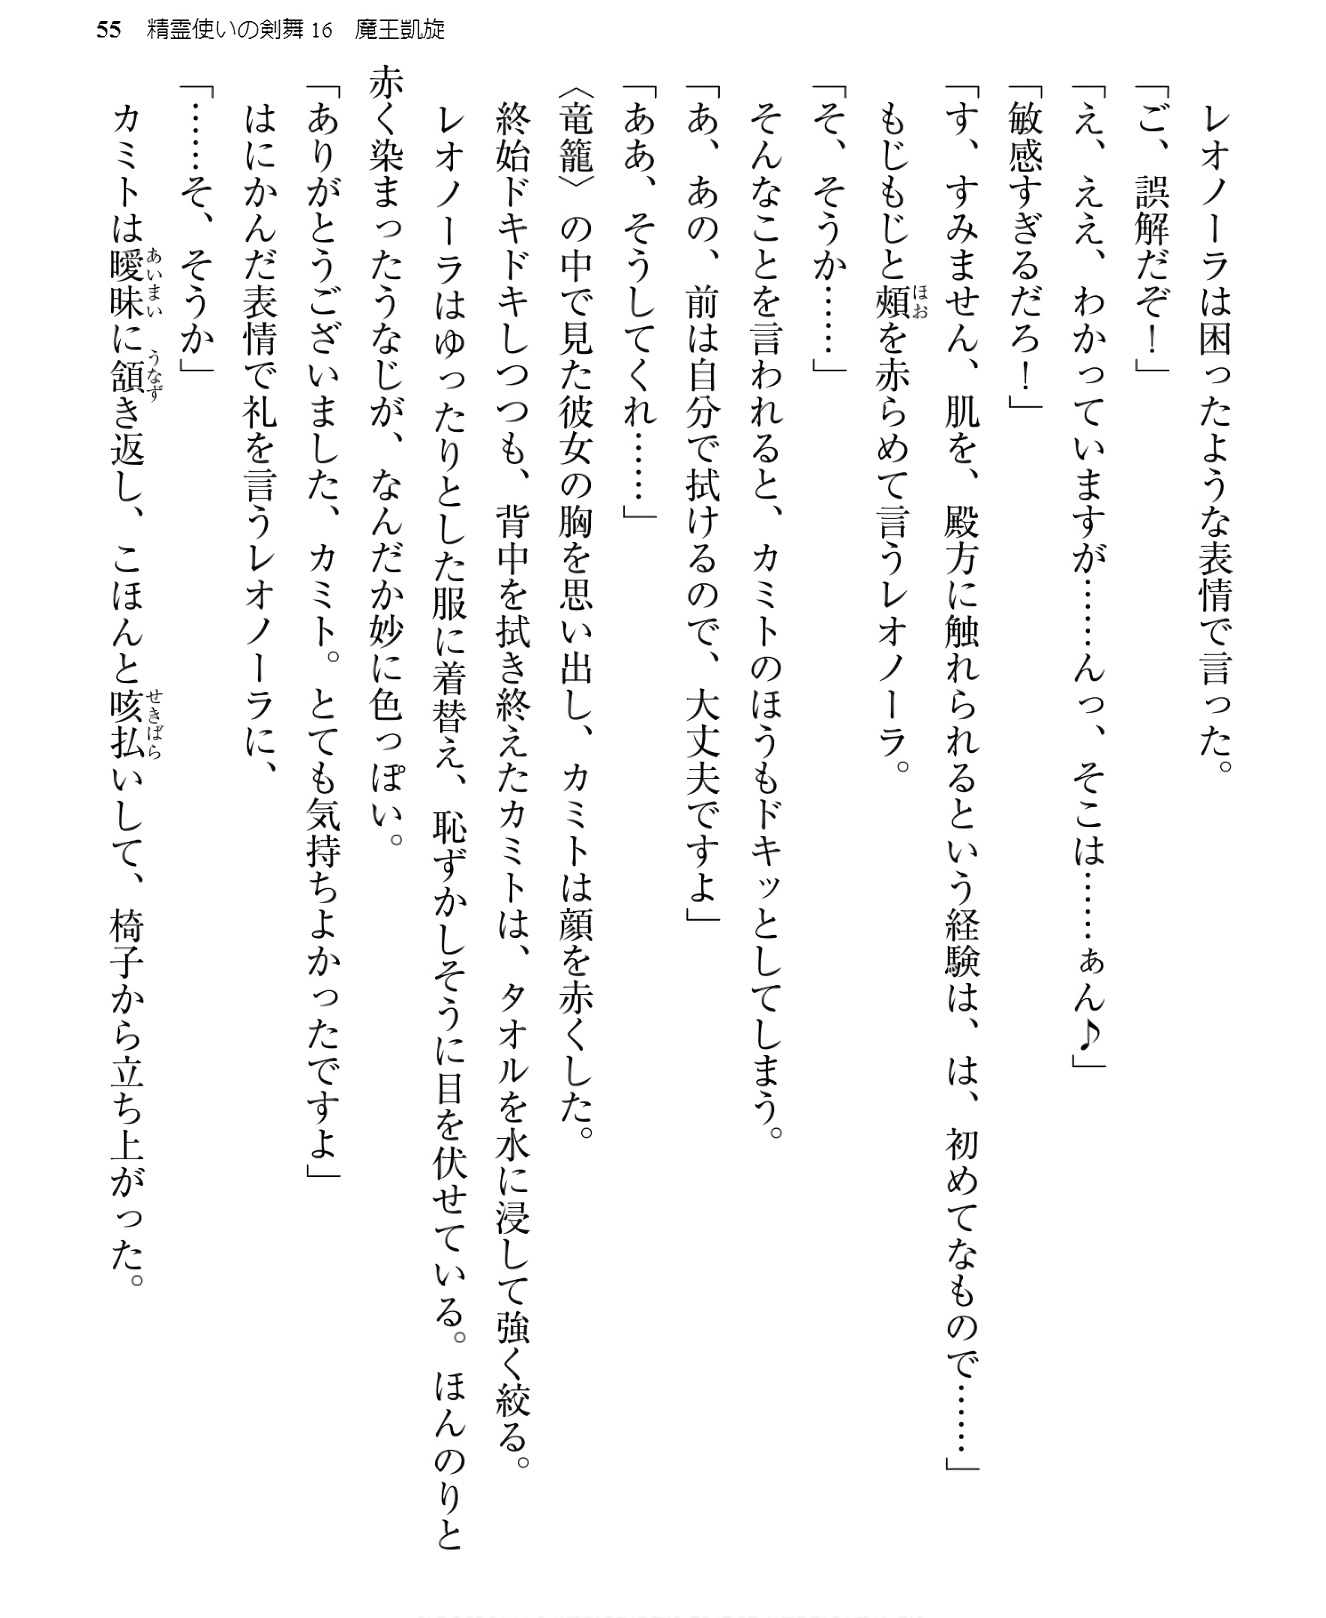 55 精霊使いの剣舞16 魔王凱旋
　レオノーラは困ったような表情で言った。
「ご、誤解だぞ！」
「え、ええ、わかっていますが……んっ、そこは……ぁん♪」
「敏感すぎるだろ！」
「す、すみません、肌を、殿方に触れられるという経験は、は、初めてなもので……」
　もじもじと頰を赤らめて言うレオノーラ。
「そ、そうか……」
　そんなことを言われると、カミトのほうもドキッとしてしまう。
「あ、あの、前は自分で拭けるので、大丈夫ですよ」
「ああ、そうしてくれ……」
〈竜籠〉の中で見た彼女の胸を思い出し、カミトは顔を赤くした。
　終始ドキドキしつつも、背中を拭き終えたカミトは、タオルを水に浸して強く絞る。
　レオノーラはゆったりとした服に着替え、恥ずかしそうに目を伏せている。ほんのりと
赤く染まったうなじが、なんだか妙に色っぽい。
「ありがとうございました、カミト。とても気持ちよかったですよ」
　はにかんだ表情で礼を言うレオノーラに、
「……そ、そうか」
　カミトは曖昧に頷き返し、こほんと咳払いして、椅子から立ち上がった。